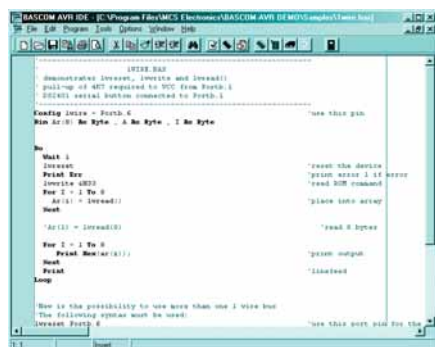 BASCOM AVR IDE - [C:\Program Files\MCS Electronics\BASCOM-AVR DEMO\Samples\1wire.bas]
File Edit Program Tools Options Window Help
'--------------------------------------------------------------
' 1WIRE.BAS
' demonstrates 1wreset, 1wwrite and 1wread()
' pull-up of 4K7 required to VCC from Portb.1
' DS2401 serial button connected to Portb.1
'--------------------------------------------------------------
Config 1wire = Portb.6 'use this pin
Dim Ar(8) As Byte , A As Byte , I As Byte
Do
Wait 1
1wreset 'reset the device
Print Err 'print error 1 if error
1wwrite &H33 'read ROM command
For I = 1 To 8
Ar(i) = 1wread() 'place into array
Next
'Ar(1) = 1wread(8) 'read 8 bytes
For I = 1 To 8
Print Hex(ar(i)); 'print output
Next
Print 'linefeed
Loop
'New is the possibility to use more than one 1 wire bus
'The following syntax must be used:
1wreset Portb.6 'use this port pin for the
1:1 Insert